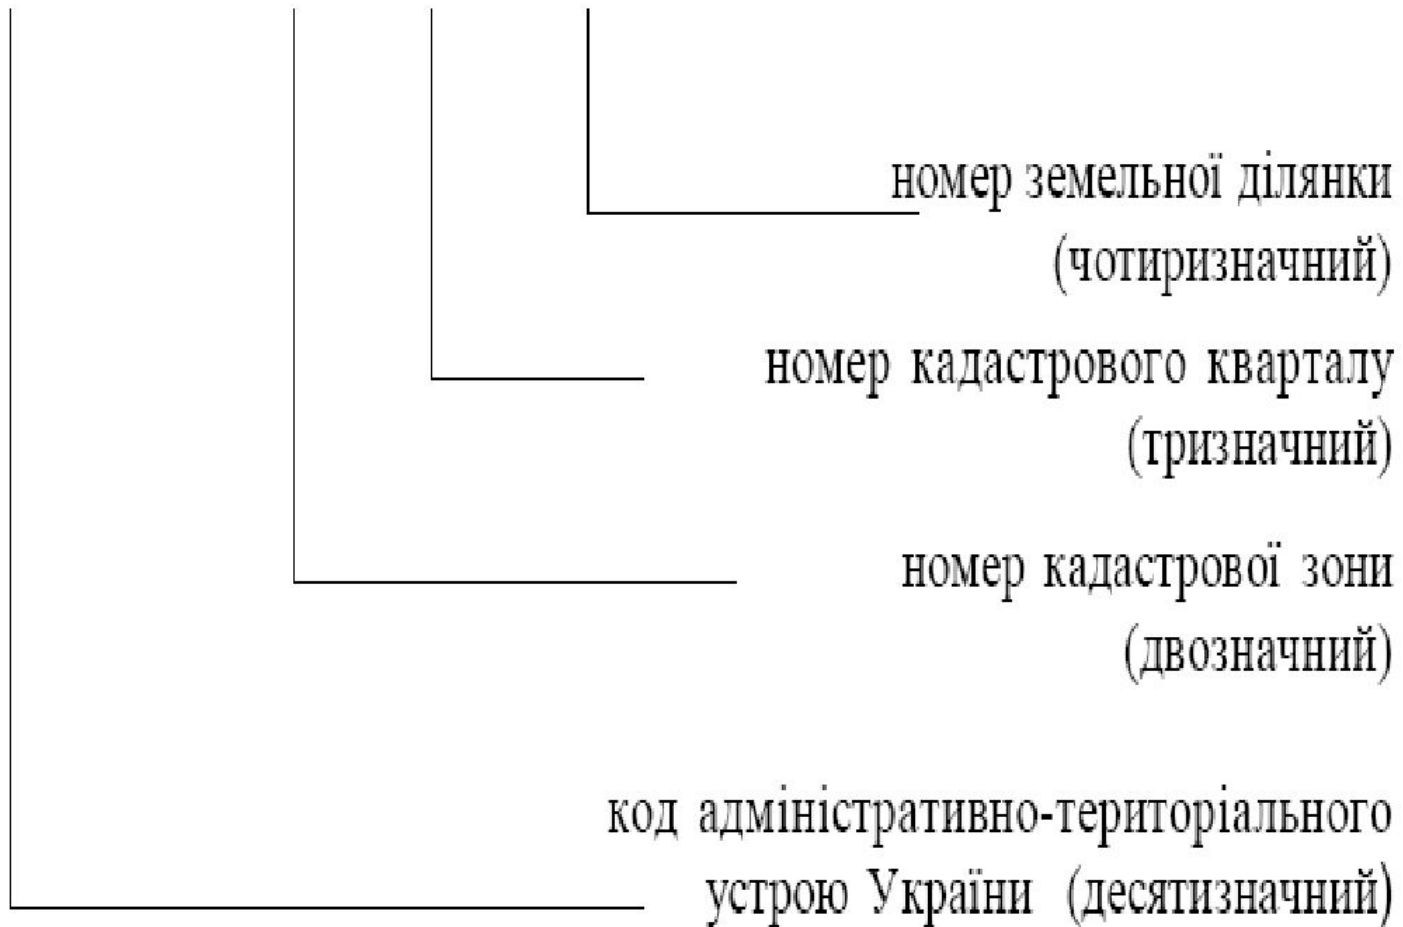 номер земельної ділянки
(чотиризначний)
номер кадастрового кварталу
(тризначний)
номер кадастрової зони
(двозначний)
код адміністративно-територіального
устрою України (десятизначний)